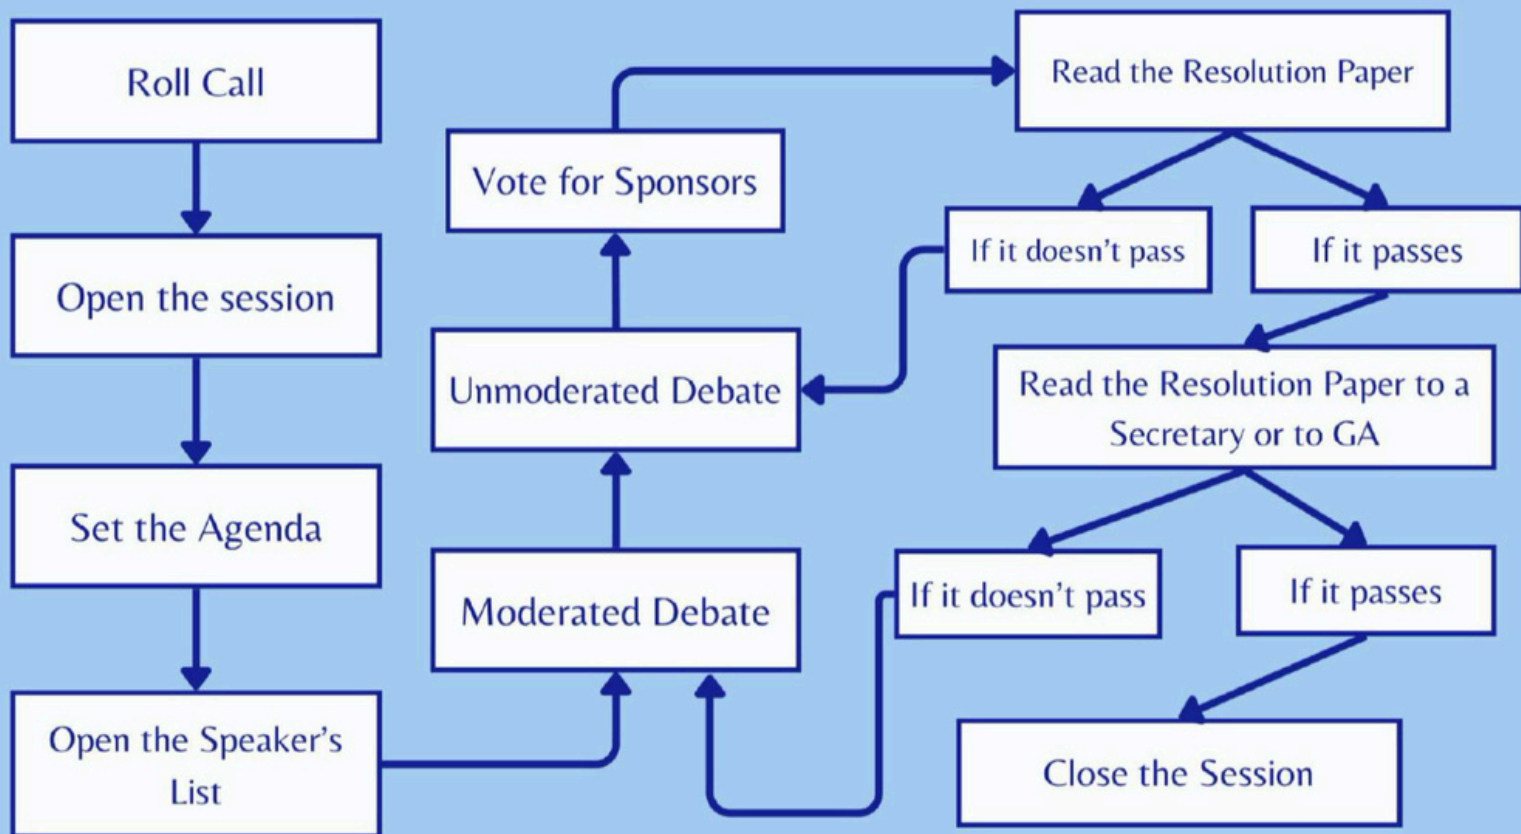 Roll Call
Open the session
Set the Agenda
Open the Speaker's
List
Moderated Debate
Unmoderated Debate
Vote for Sponsors
Read the Resolution Paper
If it doesn't pass
If it passes
Read the Resolution Paper to a
Secretary or to GA
If it doesn't pass
If it passes
Close the Session